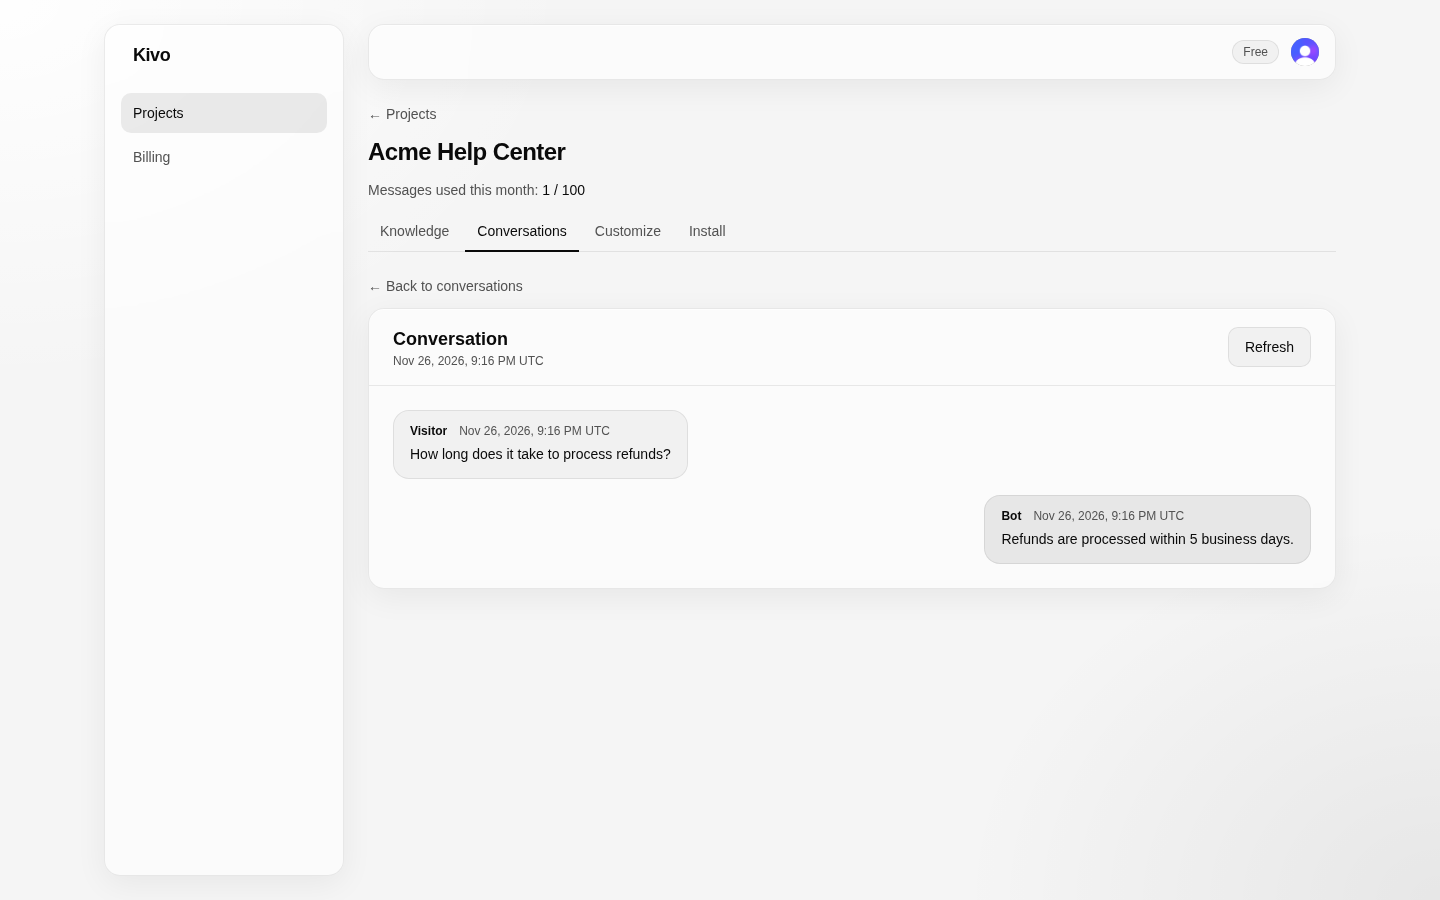 Kivo
Projects
Billing
Free
← Projects
Acme Help Center
Messages used this month: 1 / 100
Knowledge Conversations Customize Install
← Back to conversations
Conversation
Nov 26, 2026, 9:16 PM UTC
Refresh
Visitor Nov 26, 2026, 9:16 PM UTC
How long does it take to process refunds?
Bot Nov 26, 2026, 9:16 PM UTC
Refunds are processed within 5 business days.